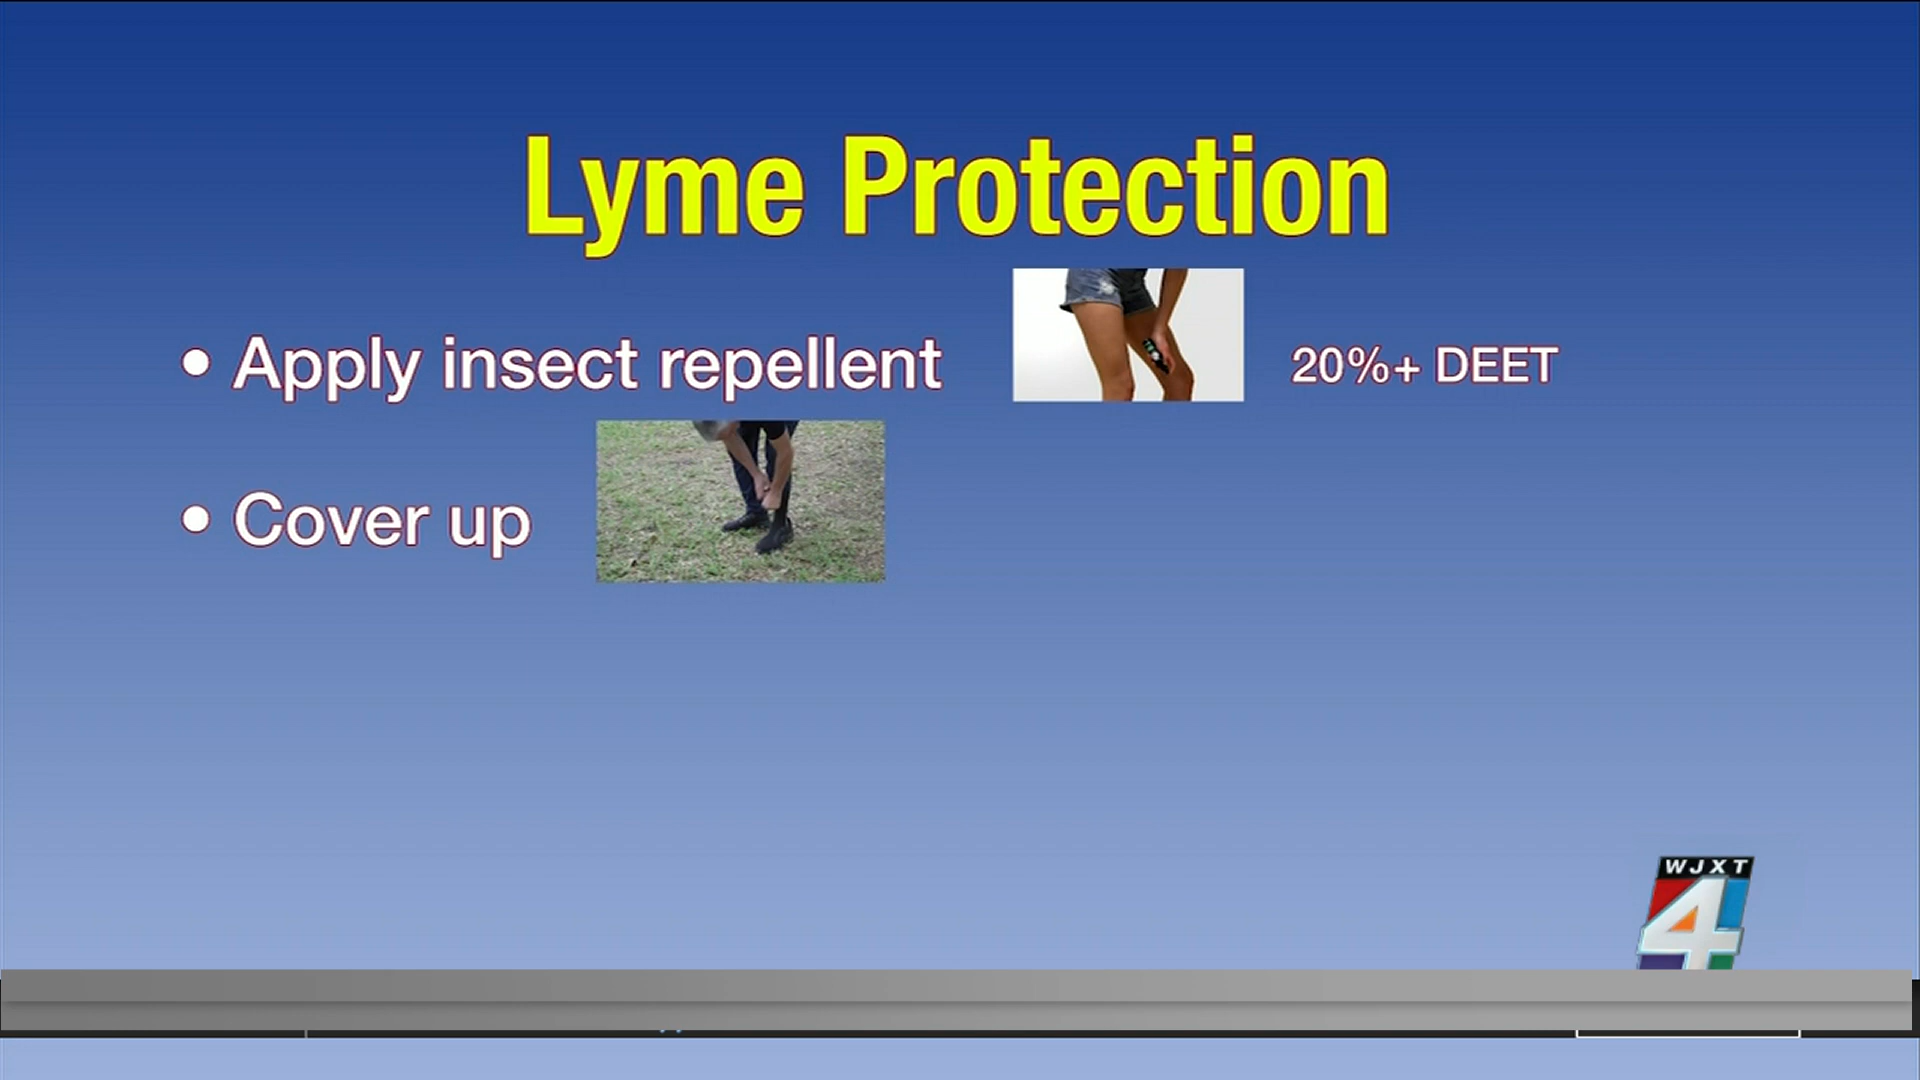 Lyme Protection
• Apply insect repellent
20%+ DEET
• Cover up
WJXT
4